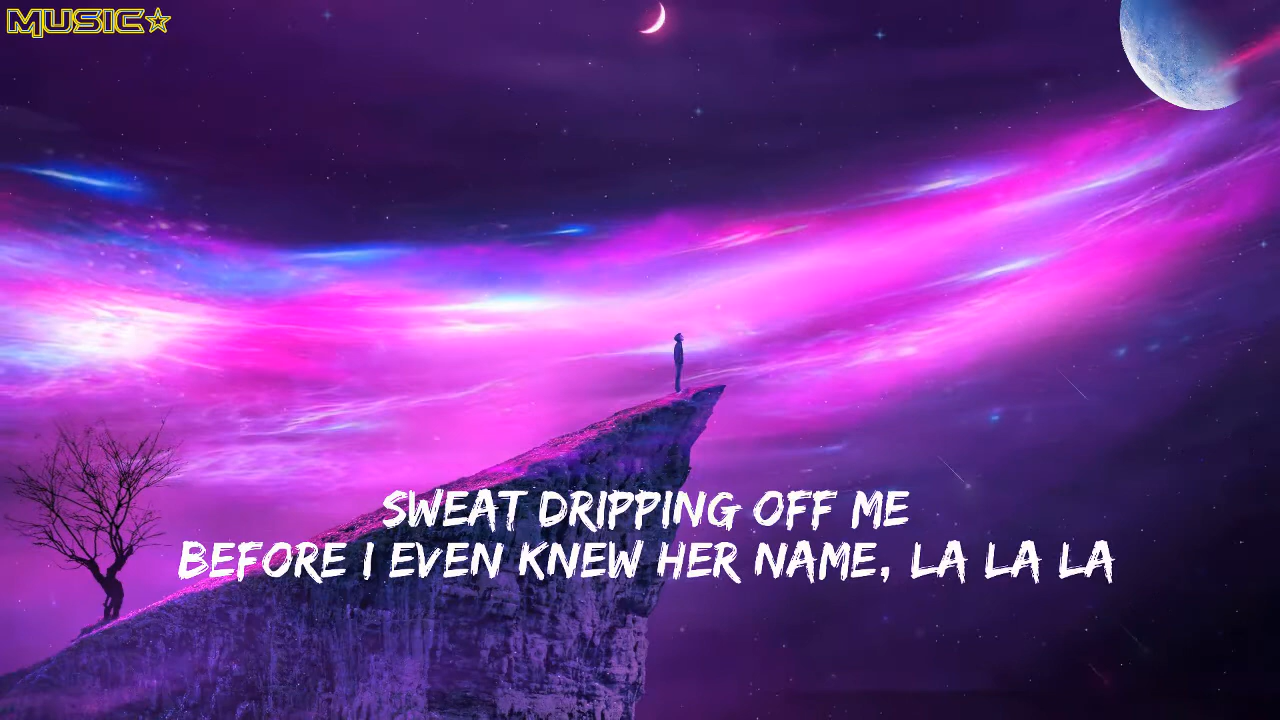 MUSIC☆
SWEAT DRIPPING OFF ME
BEFORE I EVEN KNEW HER NAME, LA LA LA